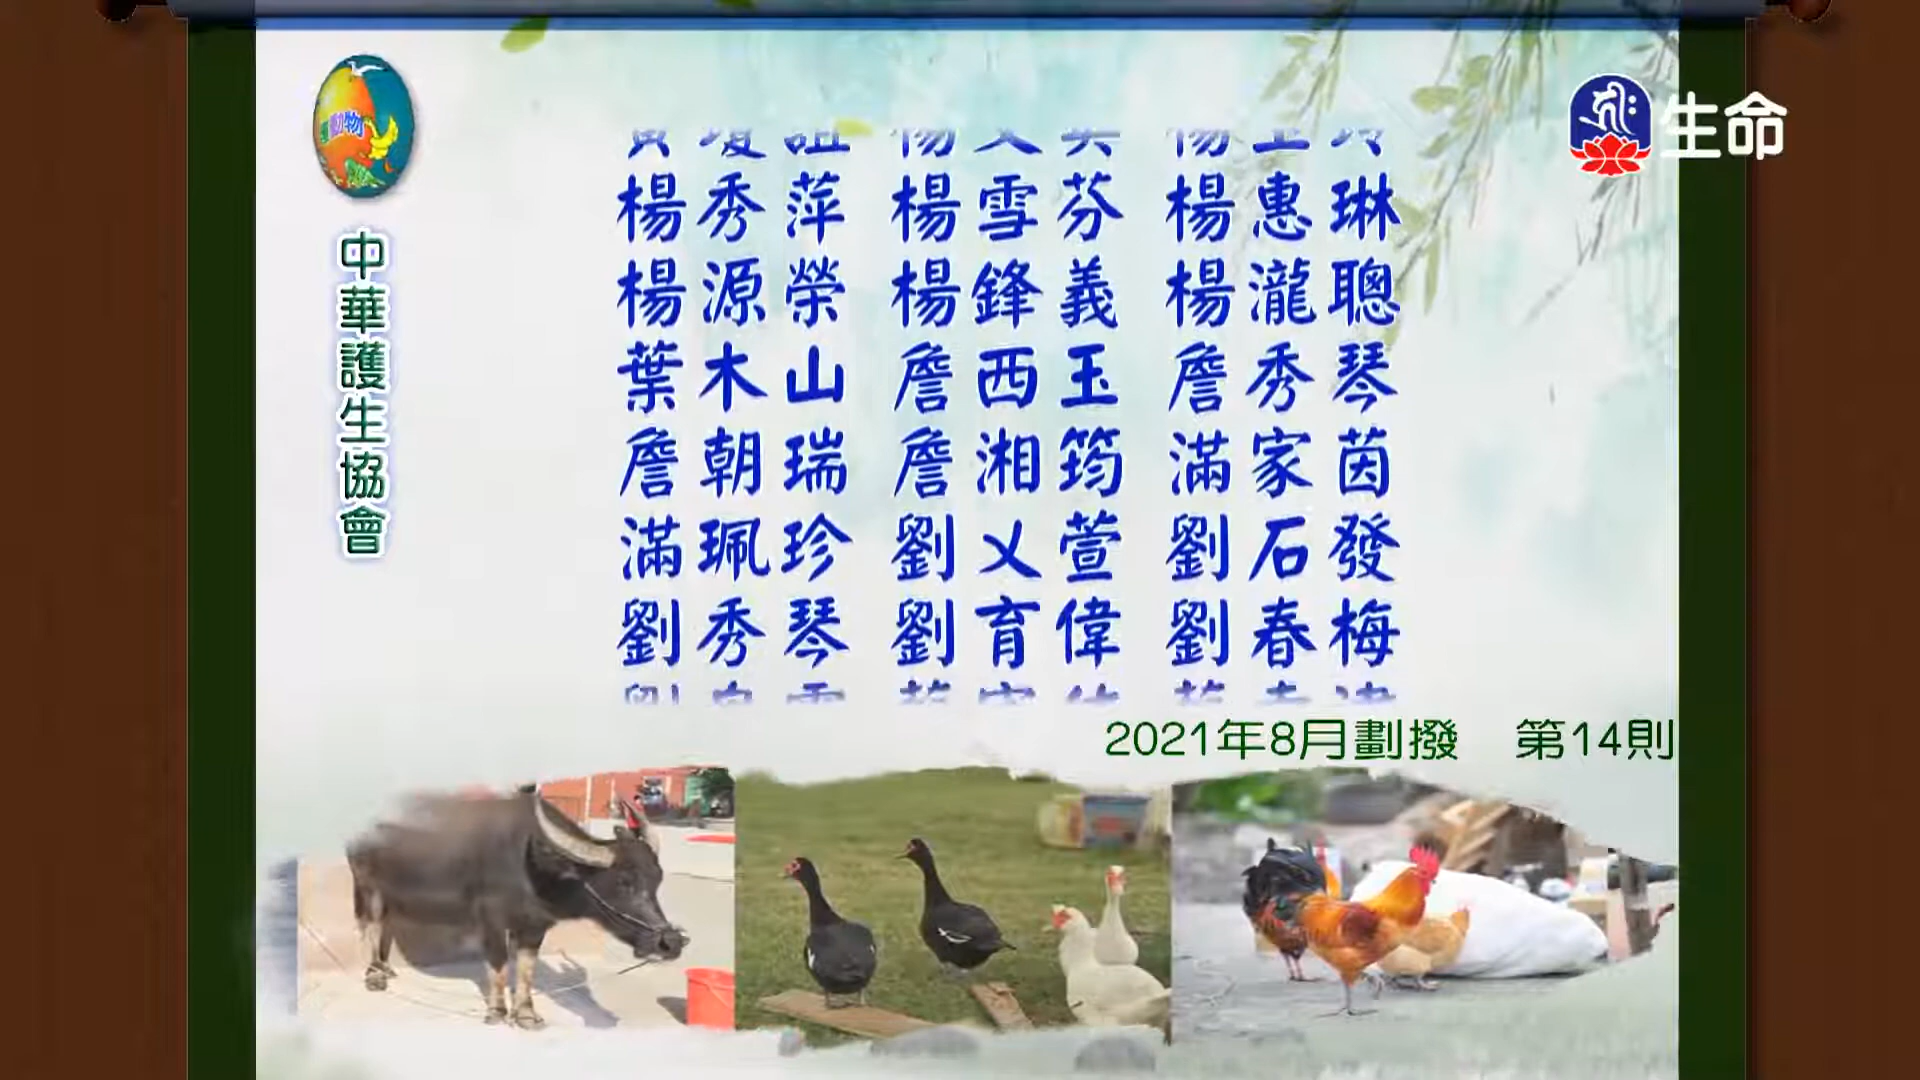 生命
動物
中華護生協會
楊秀萍 楊雪芬 楊惠琳
楊源榮 楊鋒義 楊瀧聰
葉木山 詹西玉 詹秀琴
詹朝瑞 詹湘筠 滿家茵
滿珮珍 劉乂萱 劉石發
劉秀琴 劉育偉 劉春梅
2021年8月劃撥 第14則